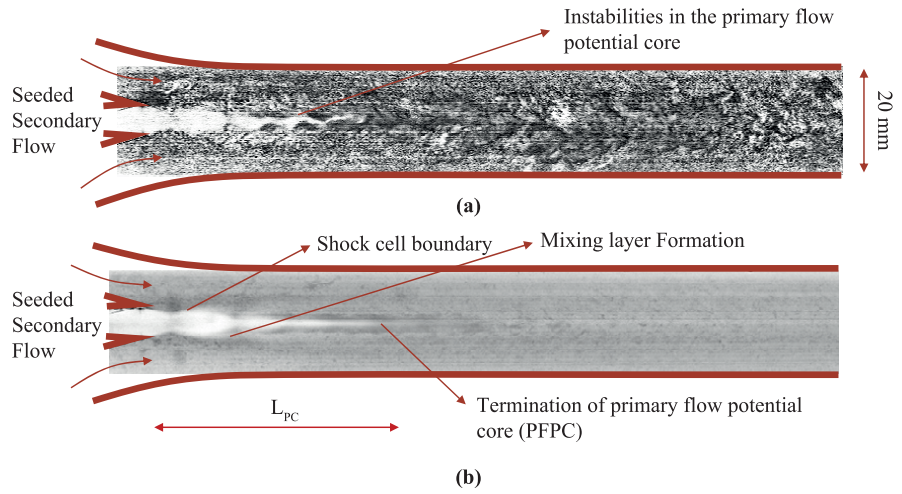 Instabilities in the primary flow
potential core
Seeded
Secondary
Flow
20 mm
(a)
Shock cell boundary
Mixing layer Formation
Seeded
Secondary
Flow
L_PC
Termination of primary flow potential
core (PFPC)
(b)